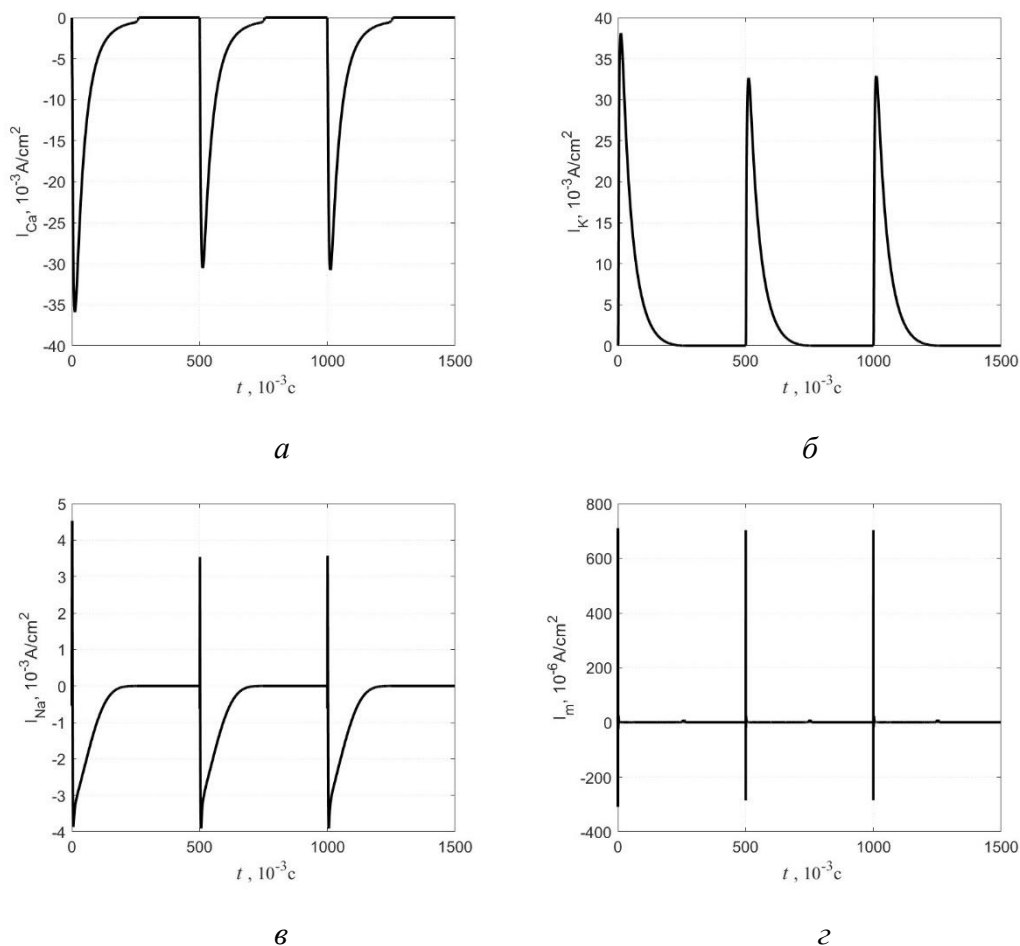 0
-5
-10
-15
-20
-25
-30
-35
-40
I_Ca, 10^-3 A/cm^2
0 500 1000 1500
t , 10^-3 c
а
40
35
30
25
20
15
10
5
0
I_K, 10^-3 A/cm^2
0 500 1000 1500
t , 10^-3 c
б
5
4
3
2
1
0
-1
-2
-3
-4
I_Na, 10^-3 A/cm^2
0 500 1000 1500
t , 10^-3 c
в
800
600
400
200
0
-200
-400
I_m, 10^-6 A/cm^2
0 500 1000 1500
t , 10^-3 c
г